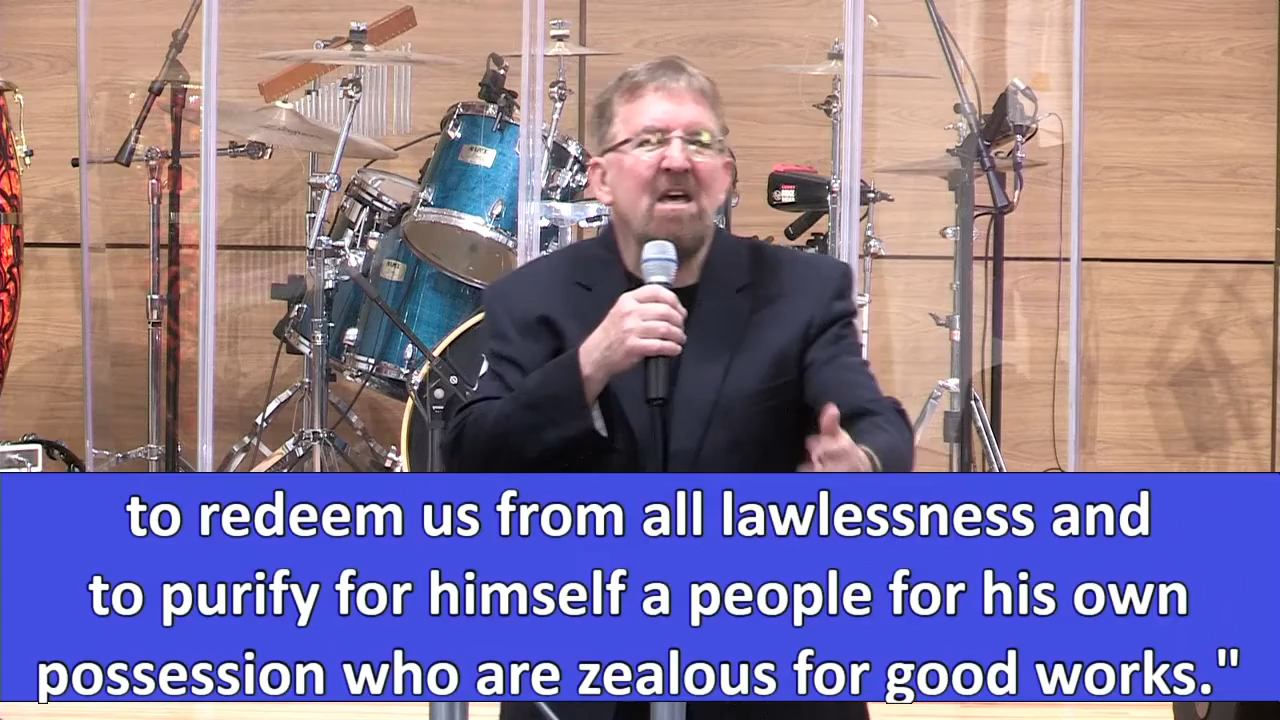 to redeem us from all lawlessness and
to purify for himself a people for his own
possession who are zealous for good works."